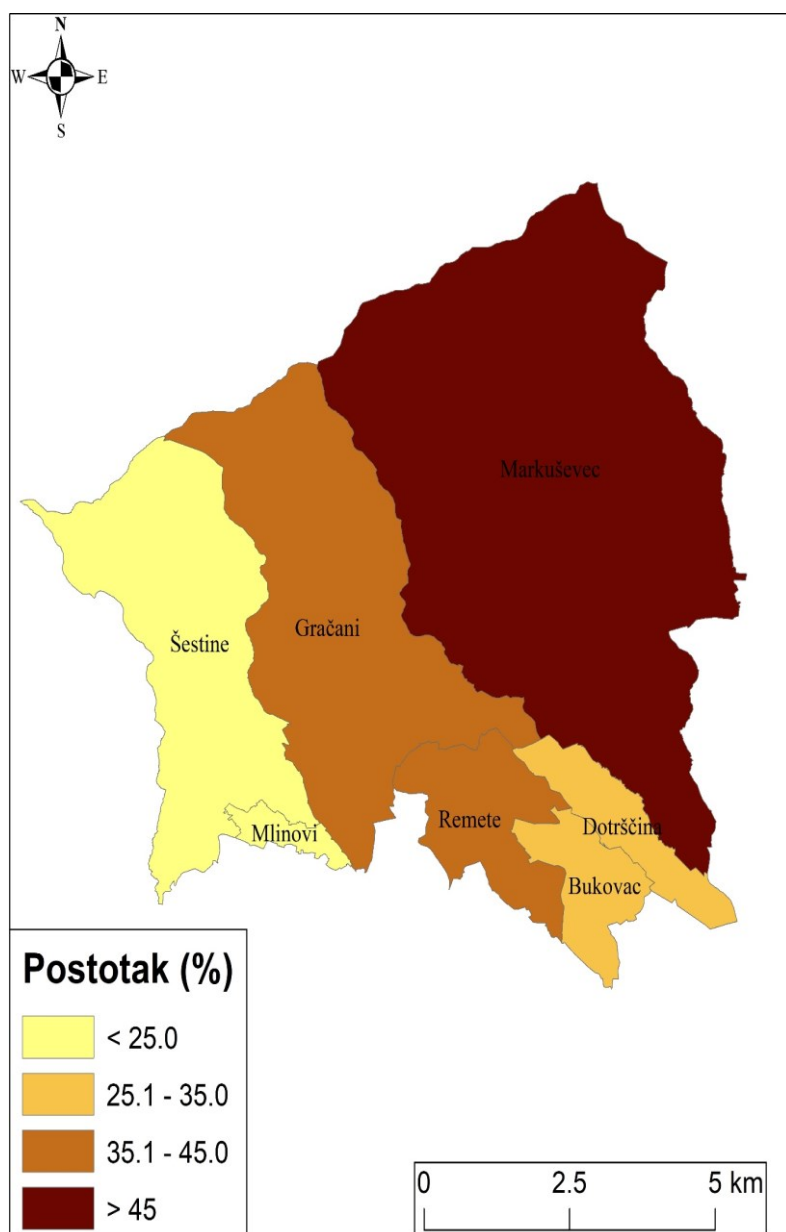 N
W E
S
Markuševec
Gračani
Šestine
Remete
Dotrščina
Mlinovi
Bukovac
Postotak (%)
< 25.0
25.1 - 35.0
35.1 - 45.0
> 45
0 2.5 5 km